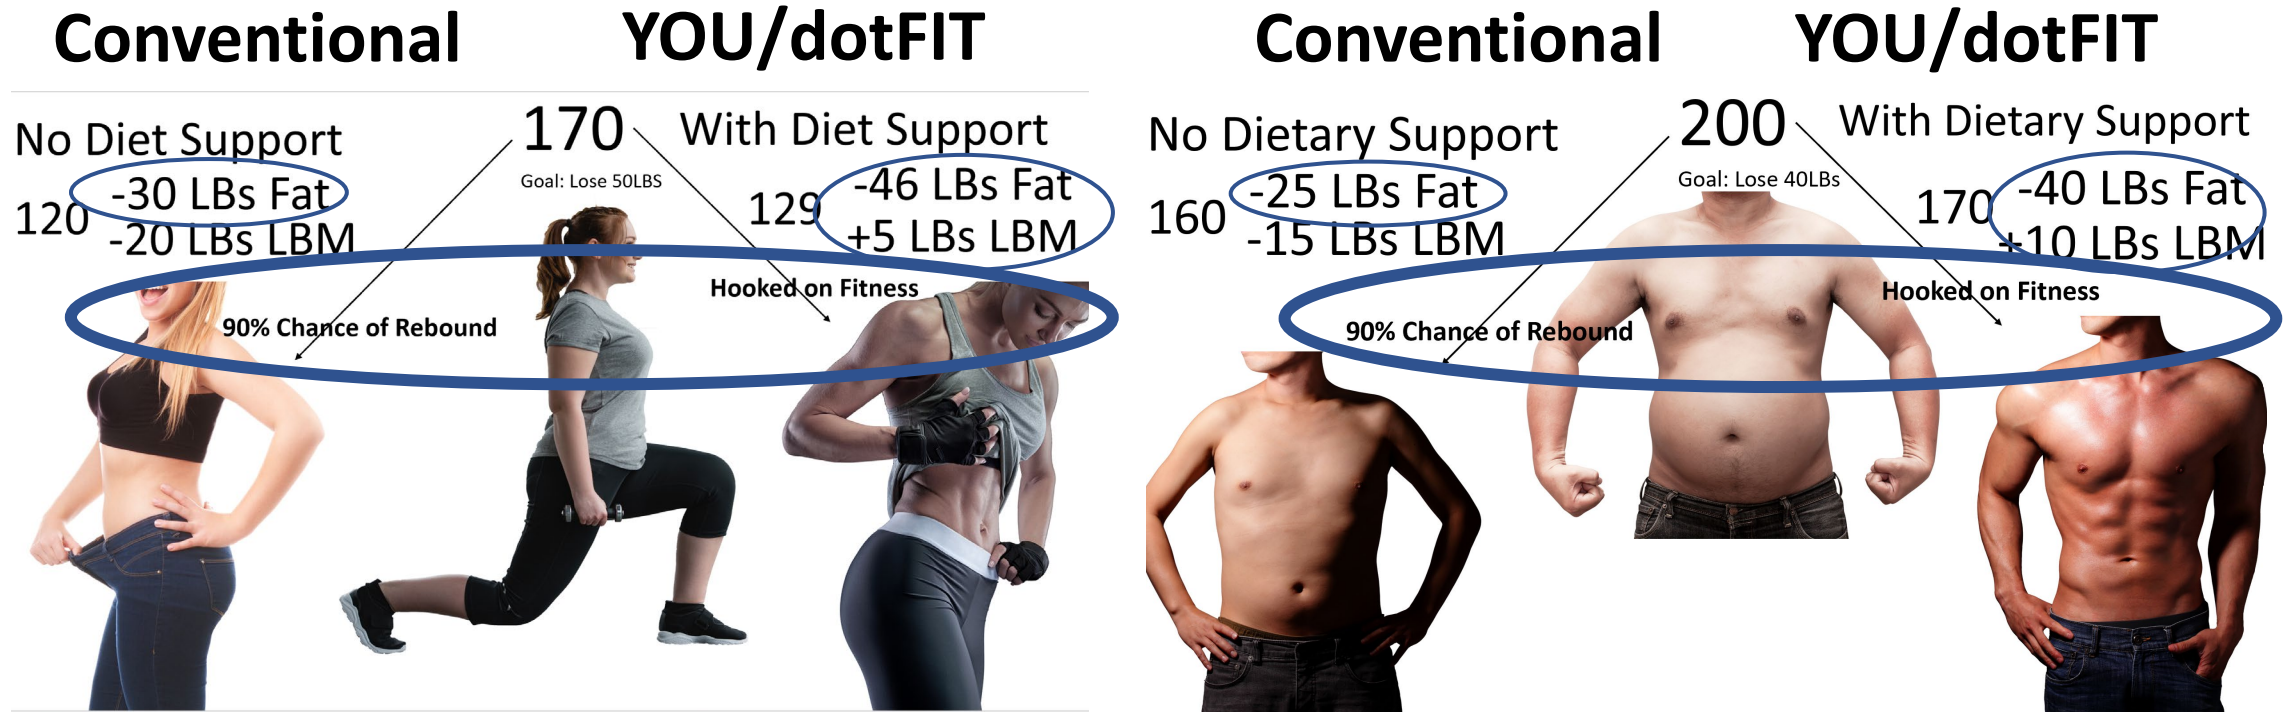 Conventional YOU/dotFIT
No Diet Support
170
With Diet Support
Goal: Lose 50LBS
120
-30 LBs Fat
-20 LBs LBM
129
-46 LBs Fat
+5 LBs LBM
Hooked on Fitness
90% Chance of Rebound
Conventional YOU/dotFIT
No Dietary Support
200
With Dietary Support
Goal: Lose 40LBs
160
-25 LBs Fat
-15 LBs LBM
170
-40 LBs Fat
+10 LBs LBM
Hooked on Fitness
90% Chance of Rebound